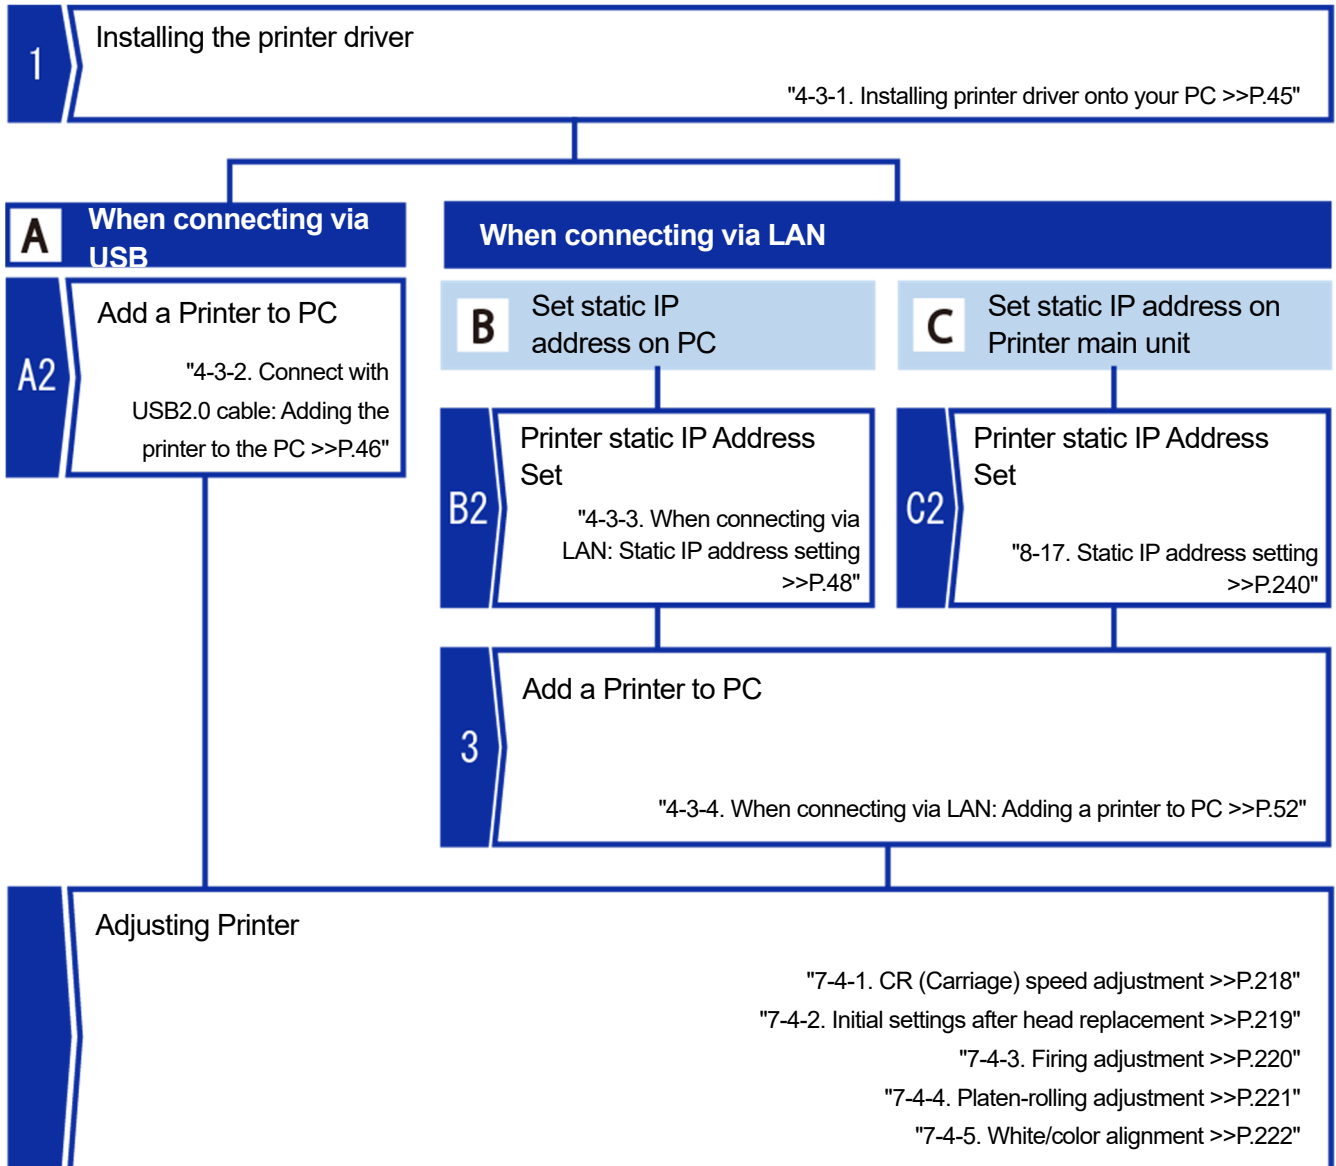 1
Installing the printer driver
"4-3-1. Installing printer driver onto your PC >>P.45"
A
When connecting via
USB
A2
Add a Printer to PC
"4-3-2. Connect with
USB2.0 cable: Adding the
printer to the PC >>P.46"
When connecting via LAN
B
Set static IP
address on PC
B2
Printer static IP Address
Set
"4-3-3. When connecting via
LAN: Static IP address setting
>>P.48"
C
Set static IP address on
Printer main unit
C2
Printer static IP Address
Set
"8-17. Static IP address setting
>>P.240"
3
Add a Printer to PC
"4-3-4. When connecting via LAN: Adding a printer to PC >>P.52"
Adjusting Printer
"7-4-1. CR (Carriage) speed adjustment >>P.218"
"7-4-2. Initial settings after head replacement >>P.219"
"7-4-3. Firing adjustment >>P.220"
"7-4-4. Platen-rolling adjustment >>P.221"
"7-4-5. White/color alignment >>P.222"